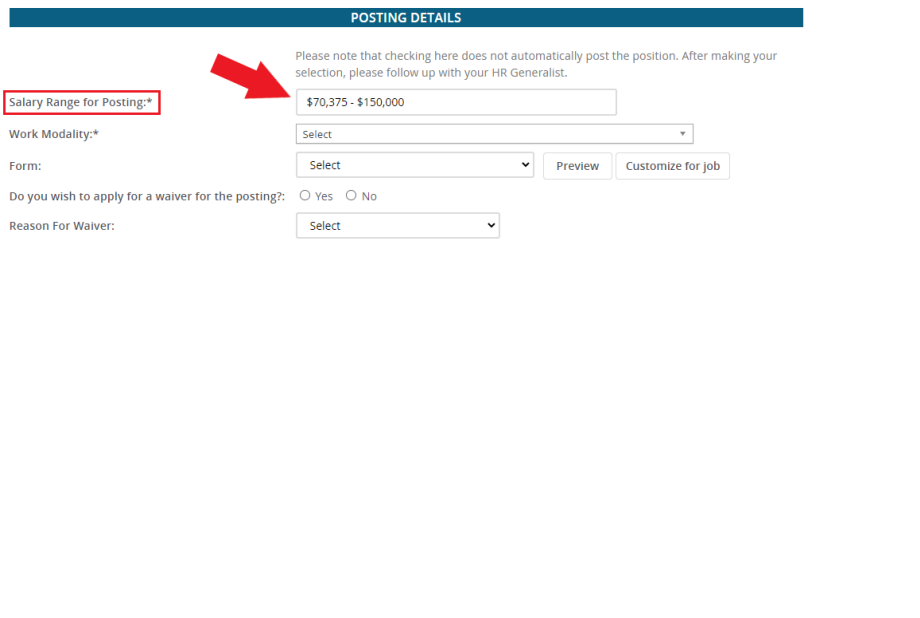 POSTING DETAILS
Please note that checking here does not automatically post the position. After making your
selection, please follow up with your HR Generalist.
Salary Range for Posting:* $70,375 - $150,000
Work Modality:* Select
Form: Select Preview Customize for job
Do you wish to apply for a waiver for the posting?: Yes No
Reason For Waiver: Select